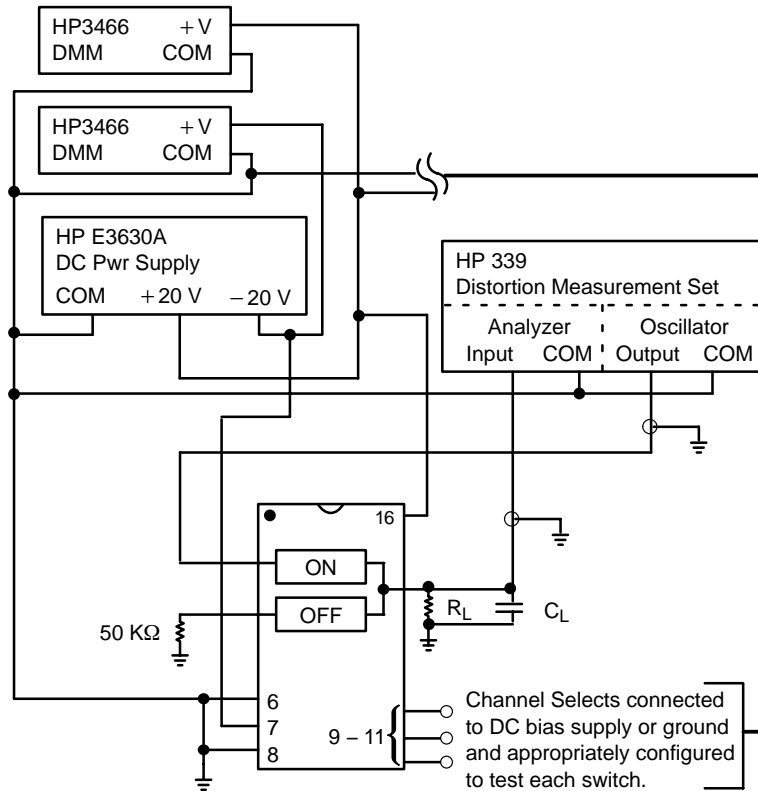 HP3466 +V
DMM COM
HP3466 +V
DMM COM
HP E3630A
DC Pwr Supply
COM +20 V −20 V
HP 339
Distortion Measurement Set
Analyzer Oscillator
Input COM Output COM
16
ON
OFF
50 KΩ
RL
CL
6
7
8
9 – 11
Channel Selects connected
to DC bias supply or ground
and appropriately configured
to test each switch.